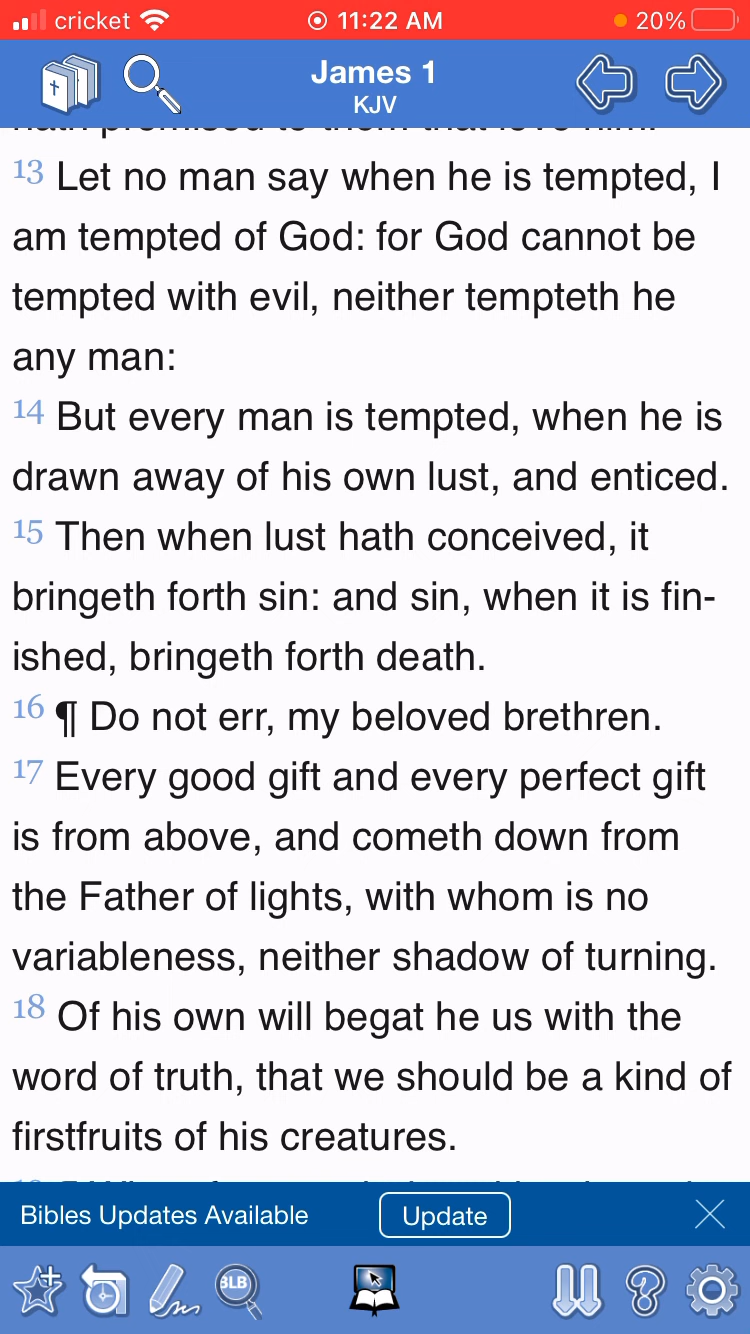 cricket 11:22 AM 20%
James 1
KJV
hath promised to them that love him.
13 Let no man say when he is tempted, I
am tempted of God: for God cannot be
tempted with evil, neither tempteth he
any man:
14 But every man is tempted, when he is
drawn away of his own lust, and enticed.
15 Then when lust hath conceived, it
bringeth forth sin: and sin, when it is fin-
ished, bringeth forth death.
16 ¶ Do not err, my beloved brethren.
17 Every good gift and every perfect gift
is from above, and cometh down from
the Father of lights, with whom is no
variableness, neither shadow of turning.
18 Of his own will begat he us with the
word of truth, that we should be a kind of
firstfruits of his creatures.
Bibles Updates Available Update
BLB